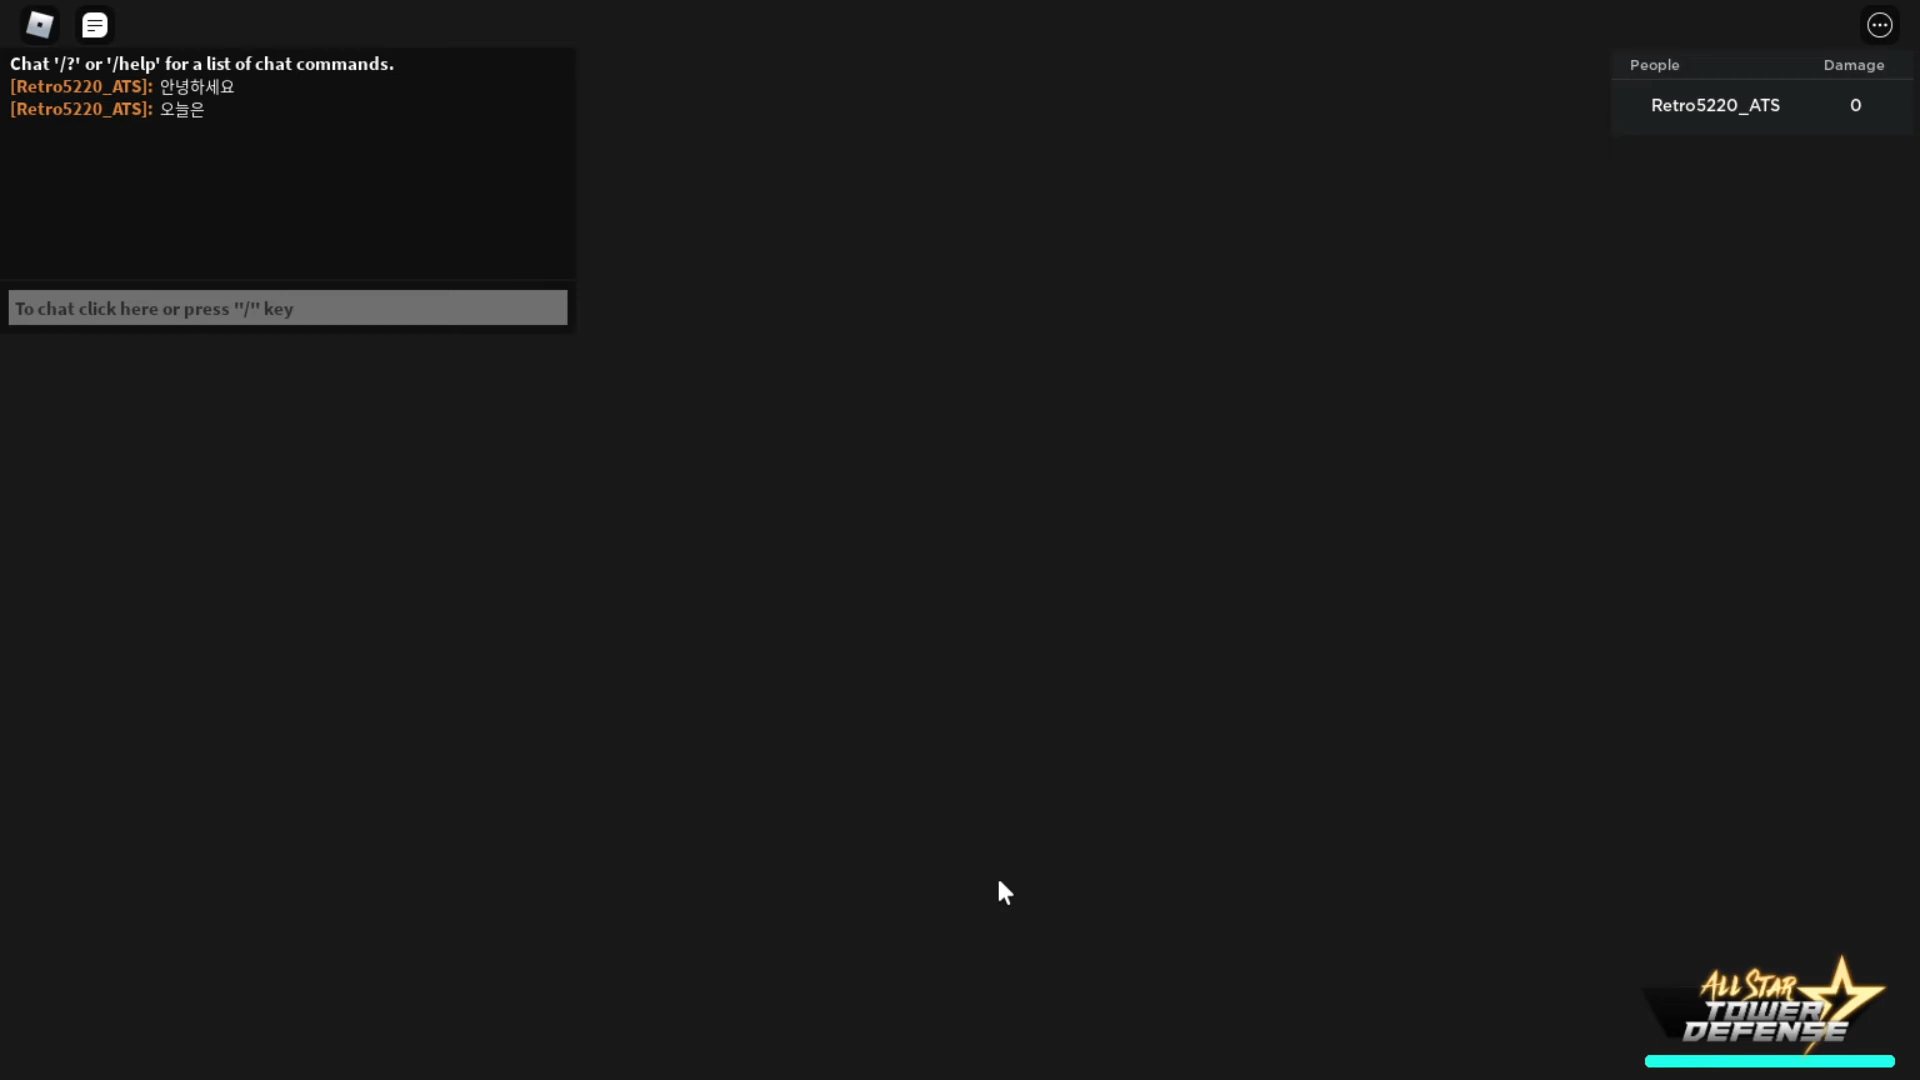 Chat '/?' or '/help' for a list of chat commands.
[Retro5220_ATS]: 안녕하세요
[Retro5220_ATS]: 오늘은
To chat click here or press "/" key
People Damage
Retro5220_ATS 0
ALL STAR
TOWER
DEFENSE